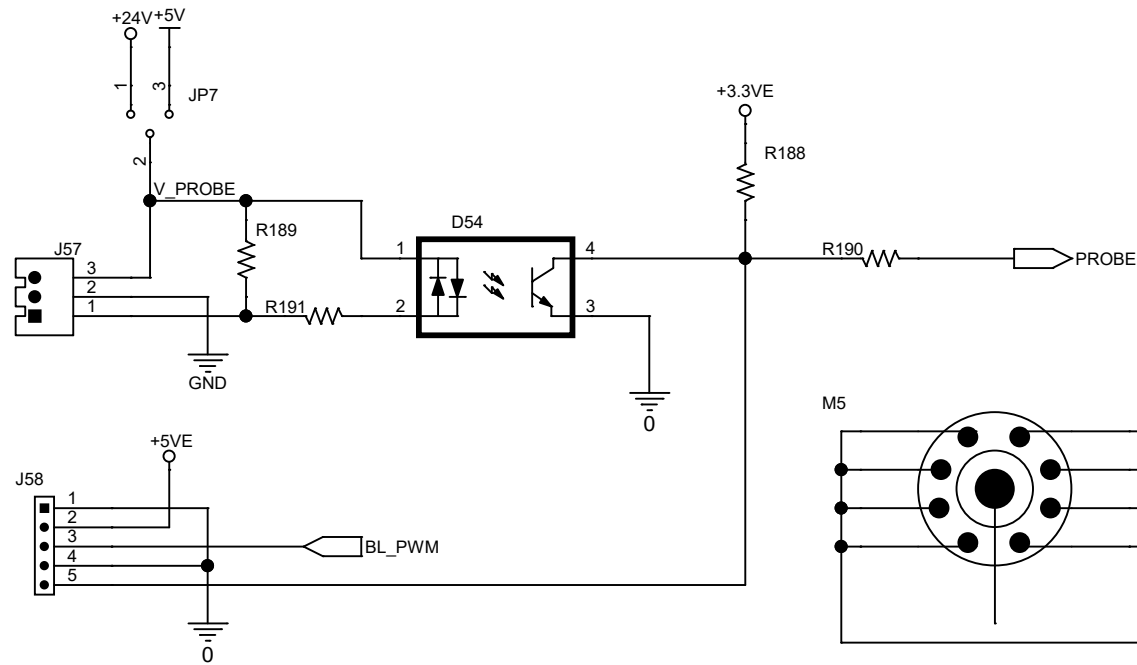 +24V
+5V
1
3
JP7
2
V_PROBE
+3.3VE
R188
J57
3
2
1
R189
R191
GND
D54
1
2
4
3
0
R190
PROBE
+5VE
J58
1
2
3
4
5
BL_PWM
0
M5